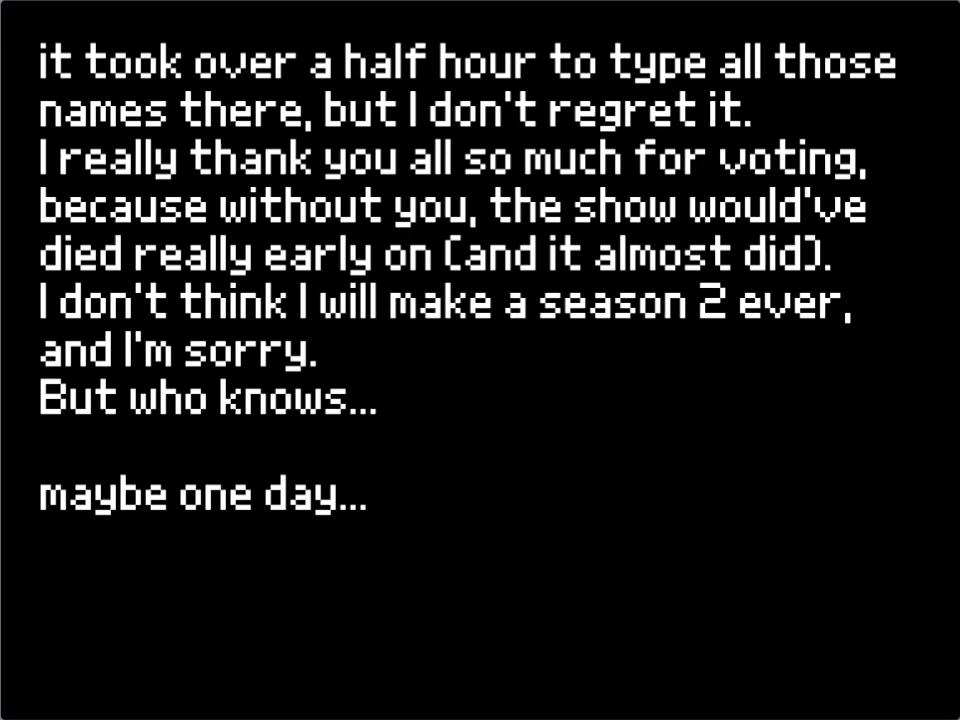 it took over a half hour to type all those
names there, but I don't regret it.
I really thank you all so much for voting,
because without you, the show would've
died really early on (and it almost did).
I don't think I will make a season 2 ever,
and I'm sorry.
But who knows...
maybe one day...